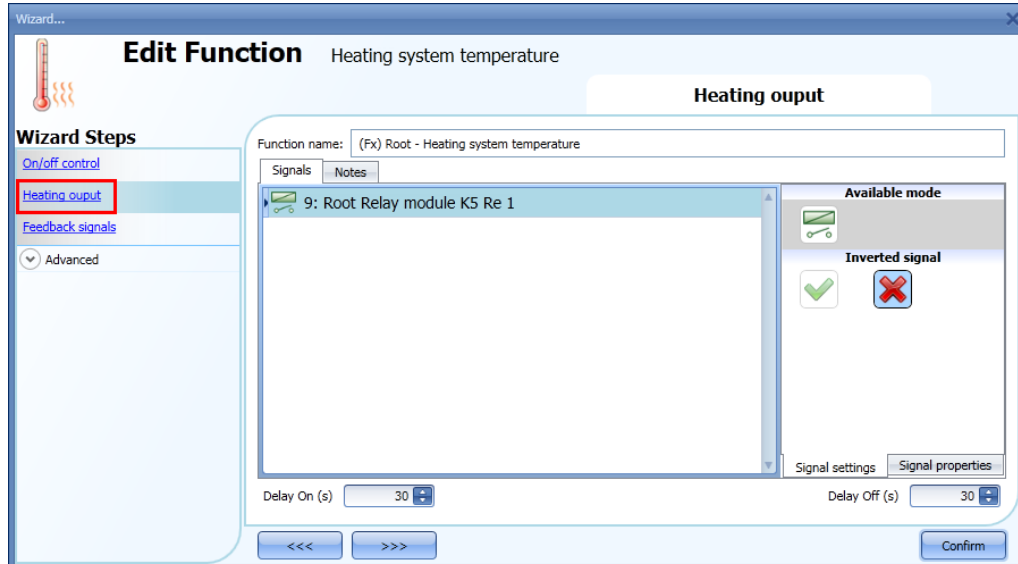 Wizard...
Edit Function Heating system temperature
Heating ouput
Wizard Steps
On/off control
Heating ouput
Feedback signals
Advanced
Function name: (Fx) Root - Heating system temperature
Signals Notes
9: Root Relay module K5 Re 1
Available mode
Inverted signal
Signal settings Signal properties
Delay On (s) 30
Delay Off (s) 30
<<< >>> Confirm